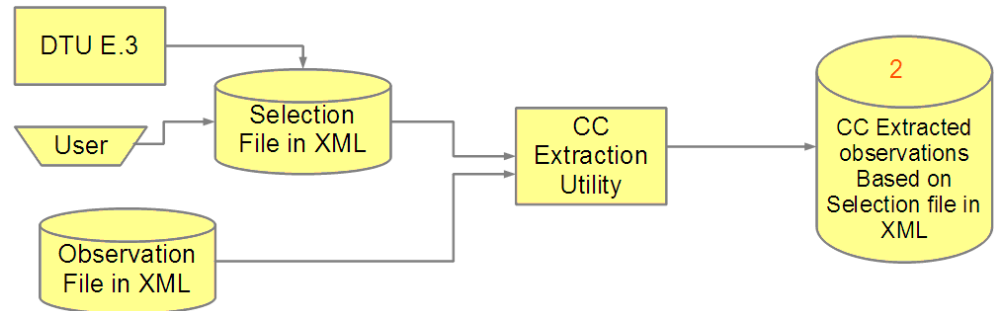 DTU E.3
Selection
File in XML
User
Observation
File in XML
CC
Extraction
Utility
2
CC Extracted
observations
Based on
Selection file in
XML